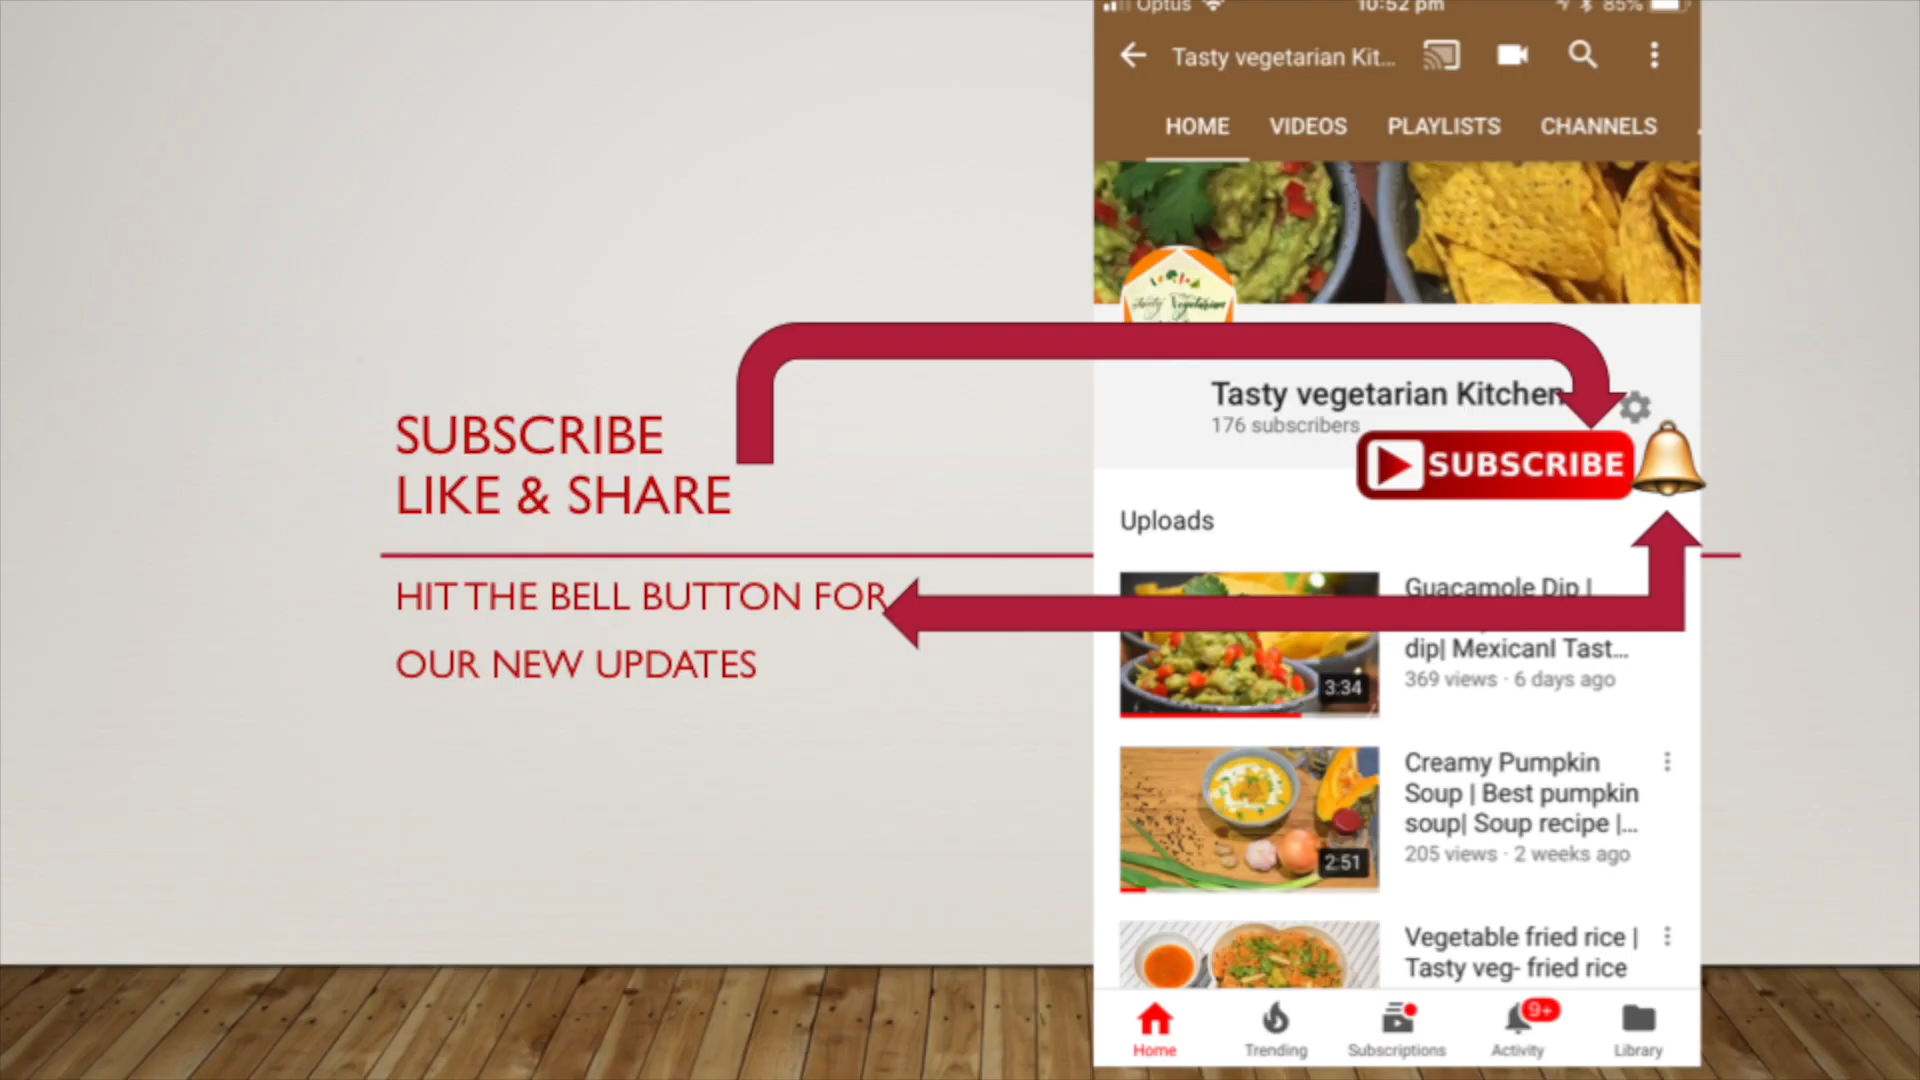 Optus 10:52 pm 85%
Tasty vegetarian Kit...
HOME VIDEOS PLAYLISTS CHANNELS
Tasty Vegetarian
Tasty vegetarian Kitchen
176 subscribers
SUBSCRIBE
SUBSCRIBE
LIKE & SHARE
HIT THE BELL BUTTON FOR
OUR NEW UPDATES
Uploads
Guacamole Dip |
dip| Mexicanl Tast...
369 views · 6 days ago
3:34
Creamy Pumpkin
Soup | Best pumpkin
soup| Soup recipe |...
205 views · 2 weeks ago
2:51
Vegetable fried rice |
Tasty veg- fried rice
9+
Home Trending Subscriptions Activity Library